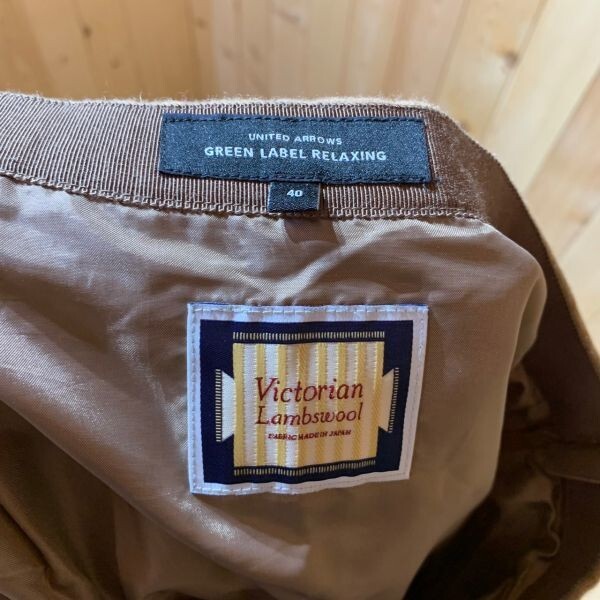 UNITED ARROWS
GREEN LABEL RELAXING
40
Victorian
Lambswool
FABRIC MADE IN JAPAN